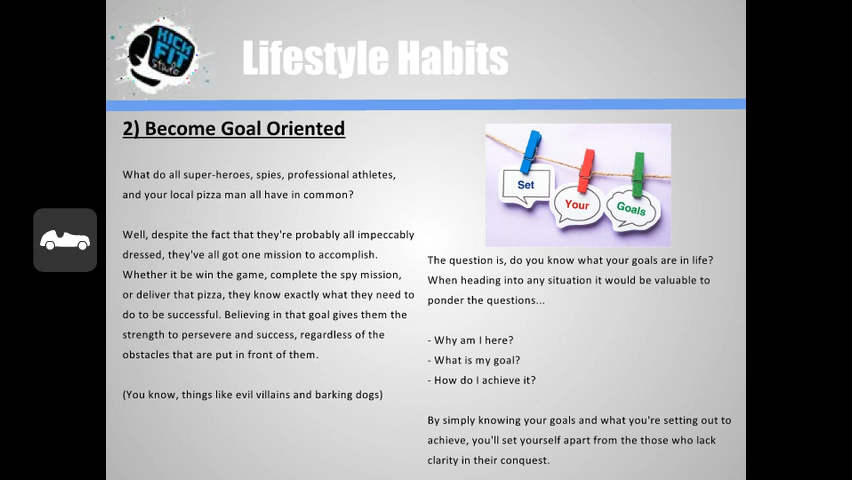 KICK
FIT
Studio
Lifestyle Habits
2) Become Goal Oriented
What do all super-heroes, spies, professional athletes,
and your local pizza man all have in common?
Well, despite the fact that they're probably all impeccably
dressed, they've all got one mission to accomplish.
Whether it be win the game, complete the spy mission,
or deliver that pizza, they know exactly what they need to
do to be successful. Believing in that goal gives them the
strength to persevere and success, regardless of the
obstacles that are put in front of them.
(You know, things like evil villains and barking dogs)
Set
Your
Goals
The question is, do you know what your goals are in life?
When heading into any situation it would be valuable to
ponder the questions...
- Why am I here?
- What is my goal?
- How do I achieve it?
By simply knowing your goals and what you're setting out to
achieve, you'll set yourself apart from the those who lack
clarity in their conquest.